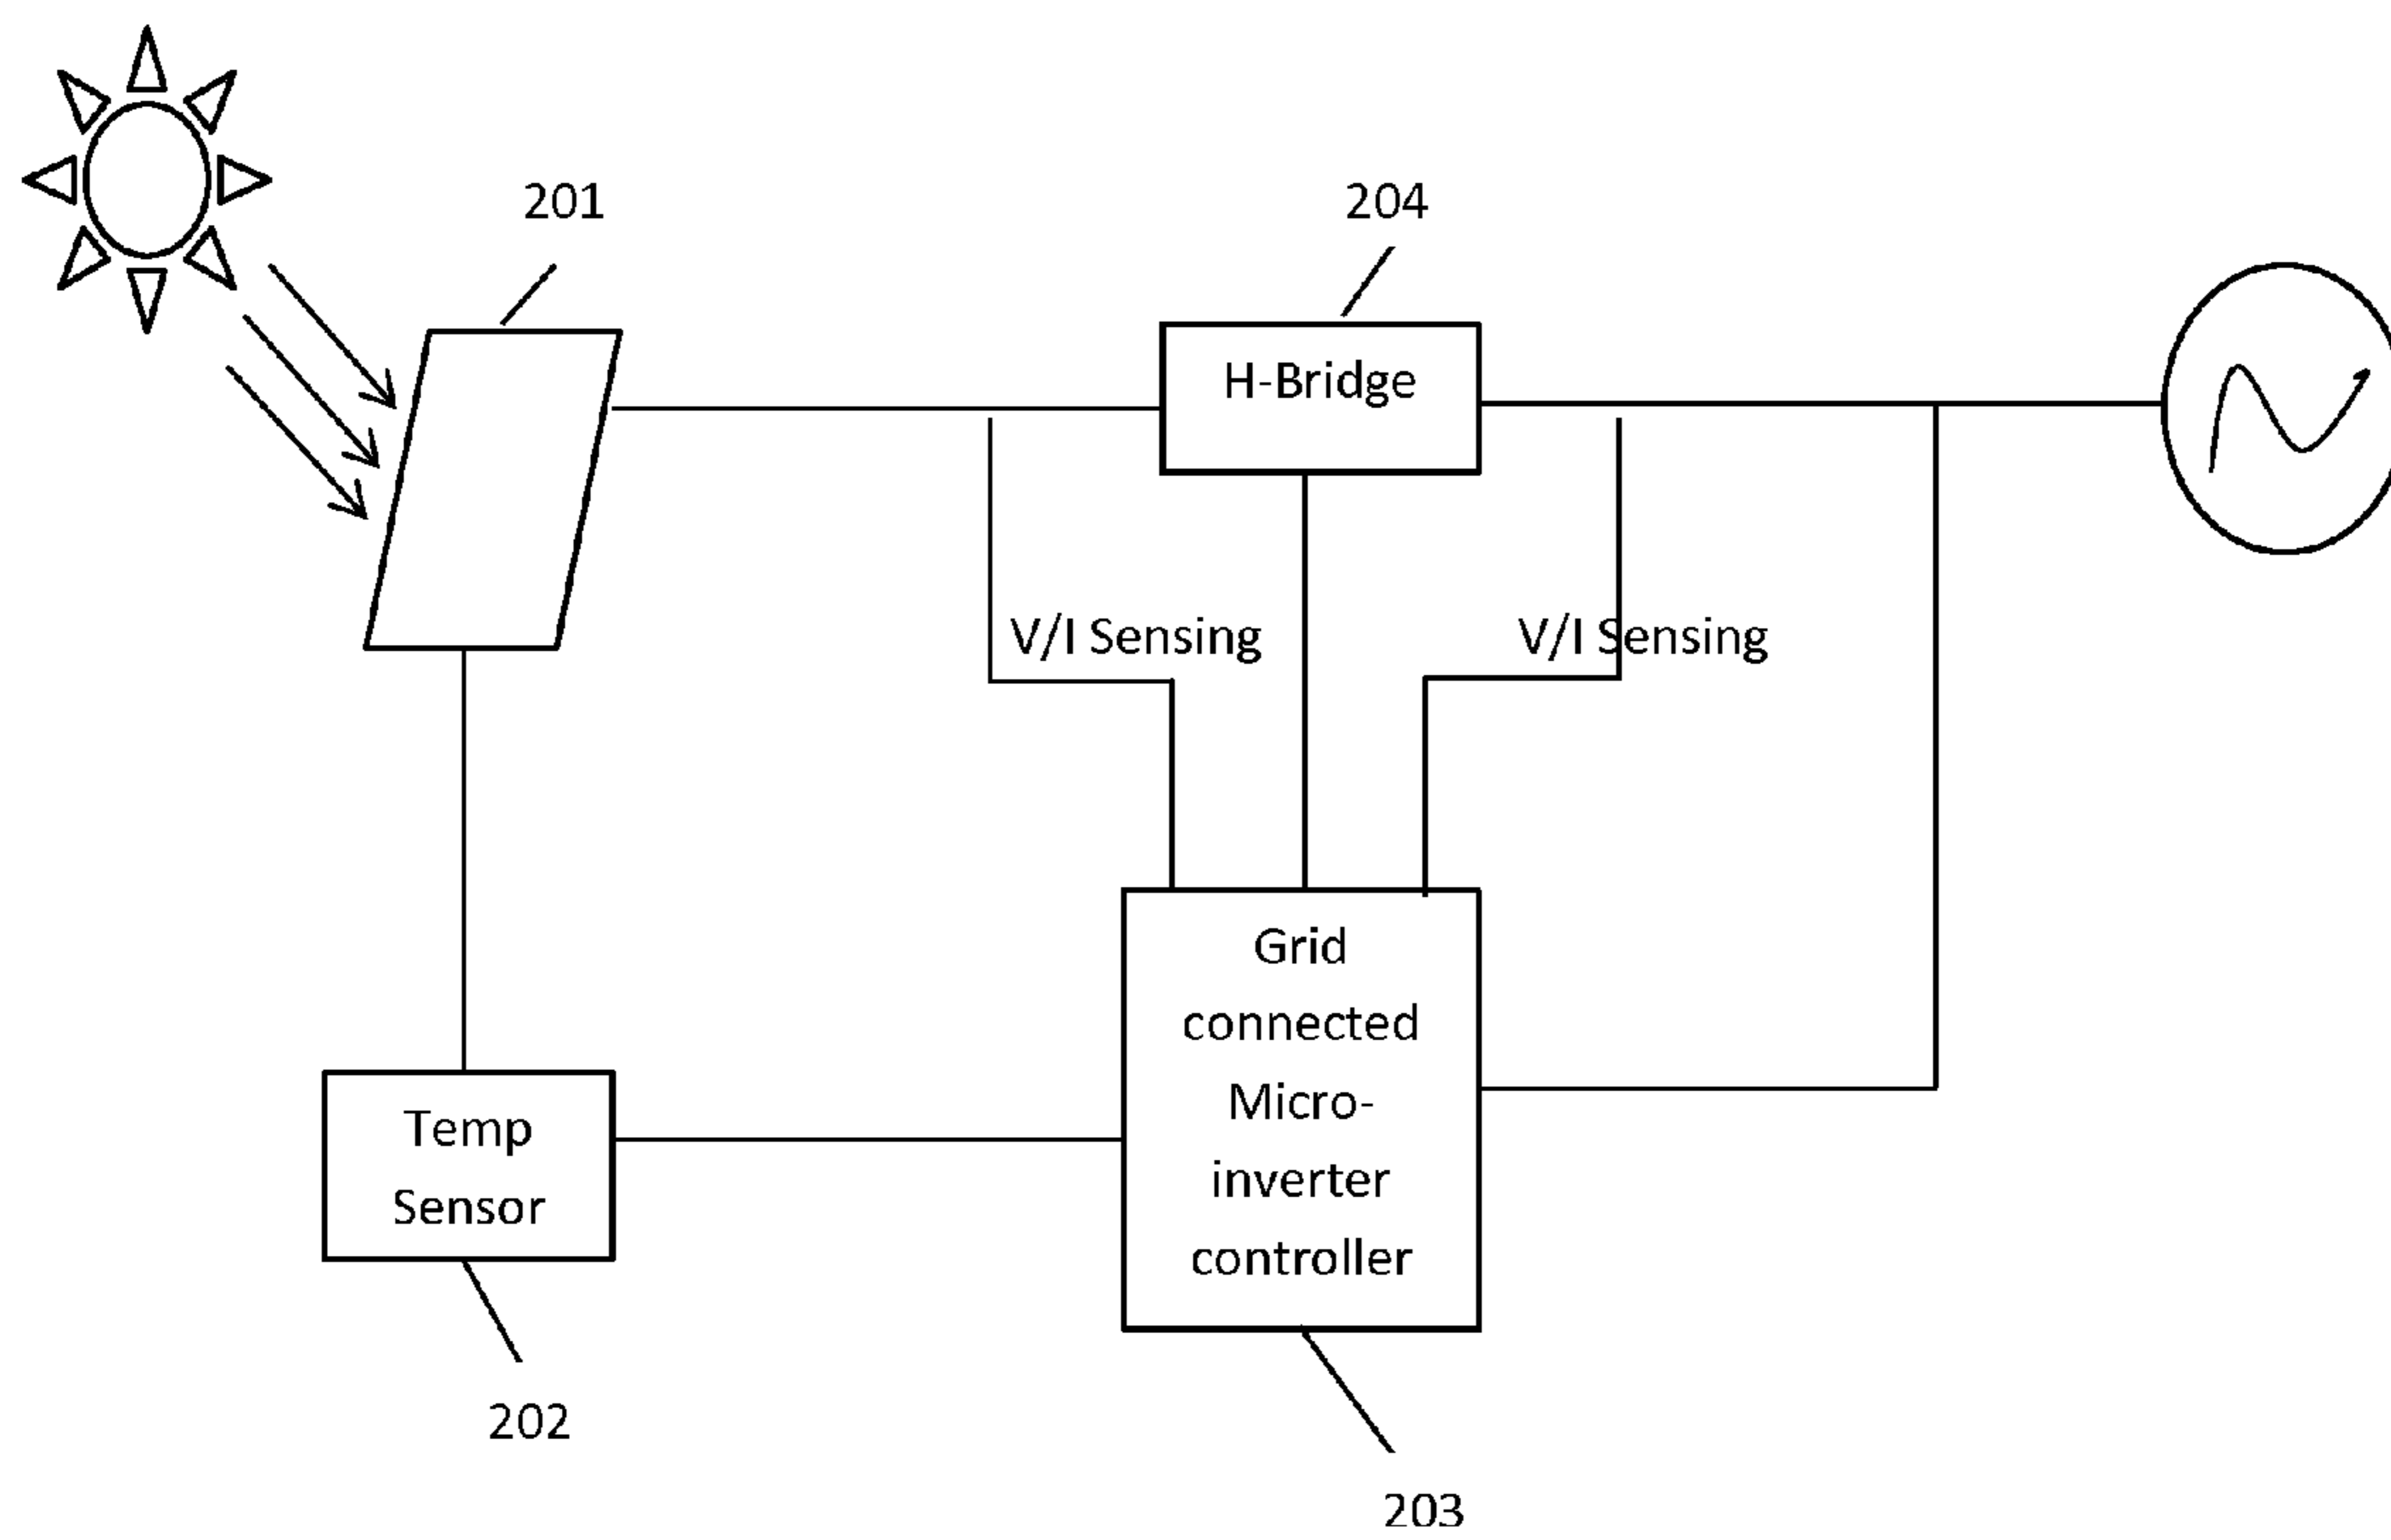 201
204
H-Bridge
V/I Sensing
V/I Sensing
Grid
connected
Micro-
inverter
controller
Temp
Sensor
202
203